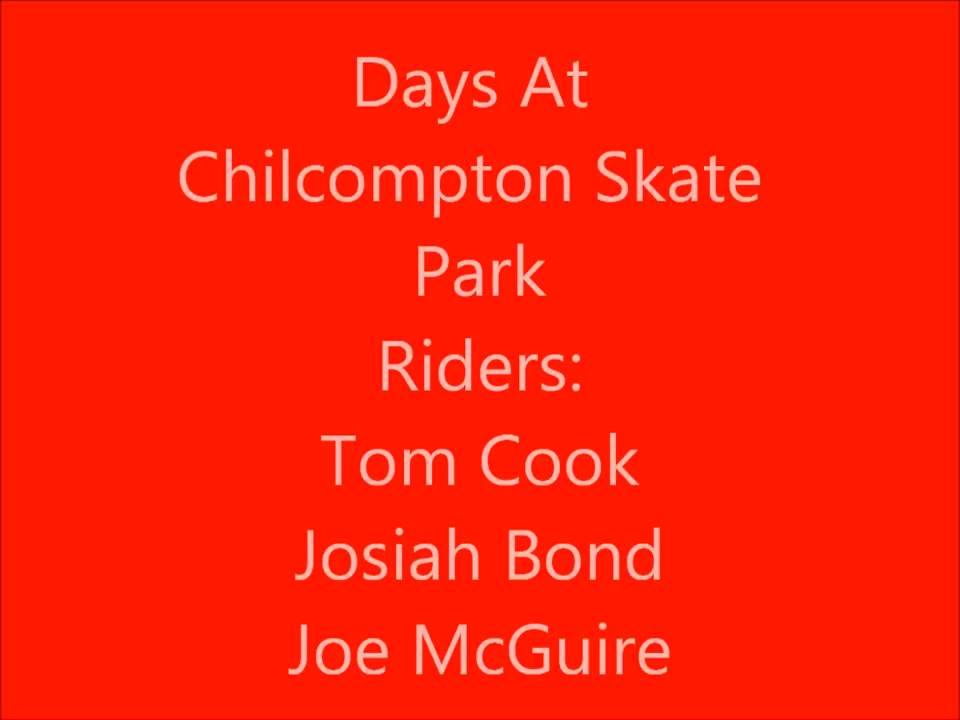 Days At
Chilcompton Skate
Park
Riders:
Tom Cook
Josiah Bond
Joe McGuire